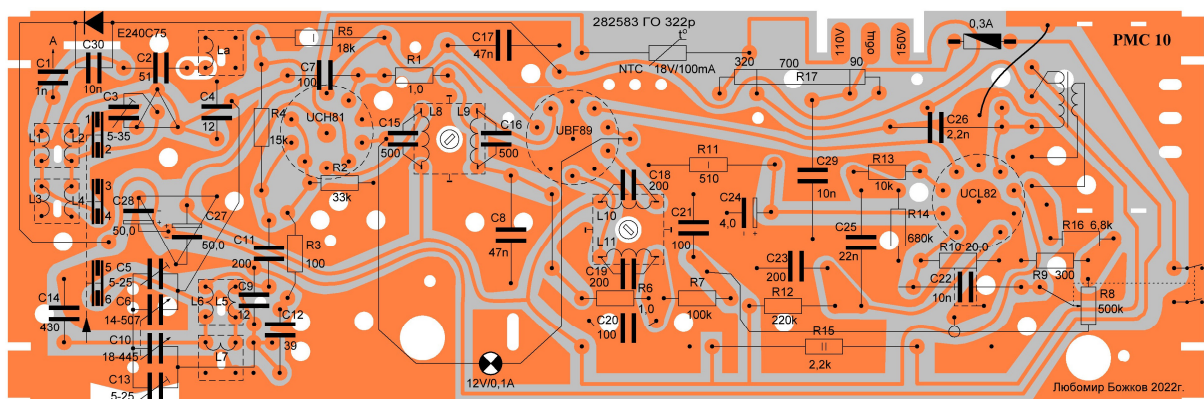 282583 ГО 322р
РМС 10
E240C75
A
C30
10n
C1
1n
C2
51
La
R5
18k
C7
100
R1
1,0
C17
47n
NTC
t°
18V/100mA
320
700
90
R17
110V
общ
150V
0,3A
C3
5-35
C4
12
R4
15k
UCH81
L8
L9
C15
500
C16
500
UBF89
C26
2,2n
L1
L2
1
2
R2
33k
R11
510
C29
10n
R13
10k
UCL82
C18
200
L3
L4
3
4
C28
50,0
C27
50,0
C8
47n
L10
L11
C21
100
C24
4,0
C25
22n
R14
680k
R16
6,8k
C11
200
R3
100
C5
5-25
5
6
C19
200
C23
200
R10
20,0
C22
10n
R9
300
R8
500k
C14
430
C6
14-507
L6
L5
C9
12
R6
1,0
R7
100k
R12
220k
C12
39
C20
100
R15
2,2k
C10
18-445
L7
C13
5-25
12V/0,1A
Любомир Божков 2022г.